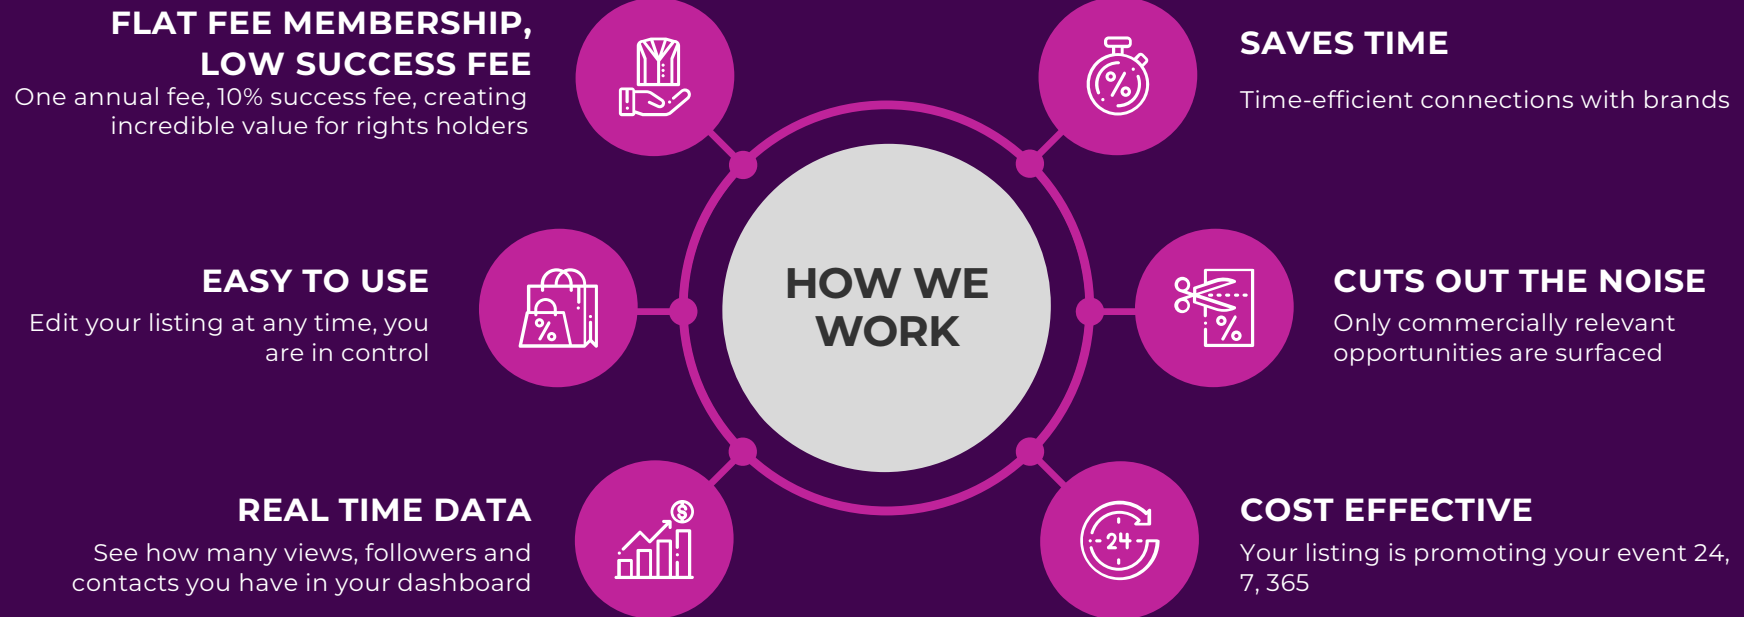 FLAT FEE MEMBERSHIP,
LOW SUCCESS FEE
One annual fee, 10% success fee, creating
incredible value for rights holders
SAVES TIME
Time-efficient connections with brands
EASY TO USE
Edit your listing at any time, you
are in control
%
HOW WE
WORK
%
%
CUTS OUT THE NOISE
Only commercially relevant
opportunities are surfaced
REAL TIME DATA
See how many views, followers and
contacts you have in your dashboard
$
24
COST EFFECTIVE
Your listing is promoting your event 24,
7, 365